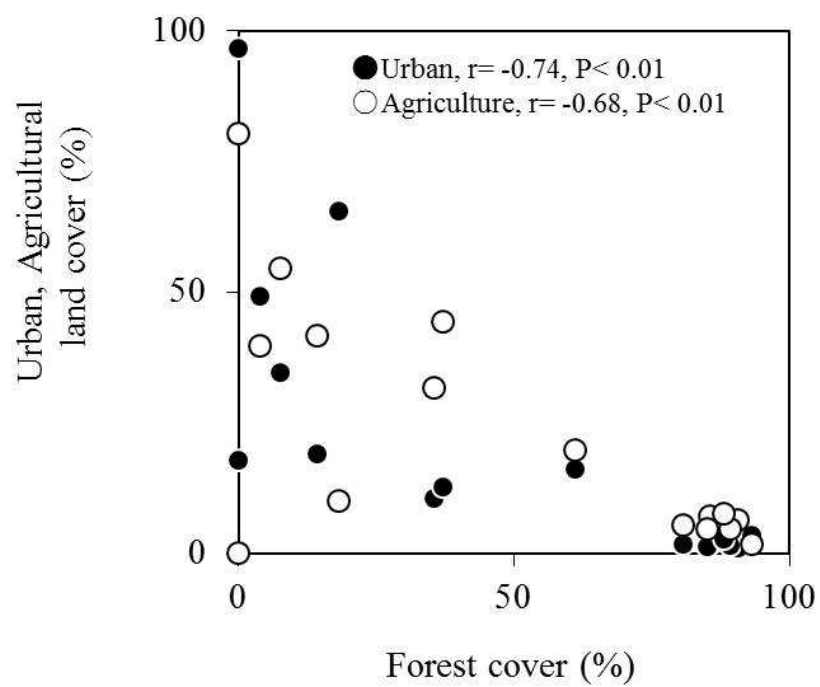 100
Urban, r= -0.74, P< 0.01
Agriculture, r= -0.68, P< 0.01
Urban, Agricultural
land cover (%)
50
0
0
50
100
Forest cover (%)